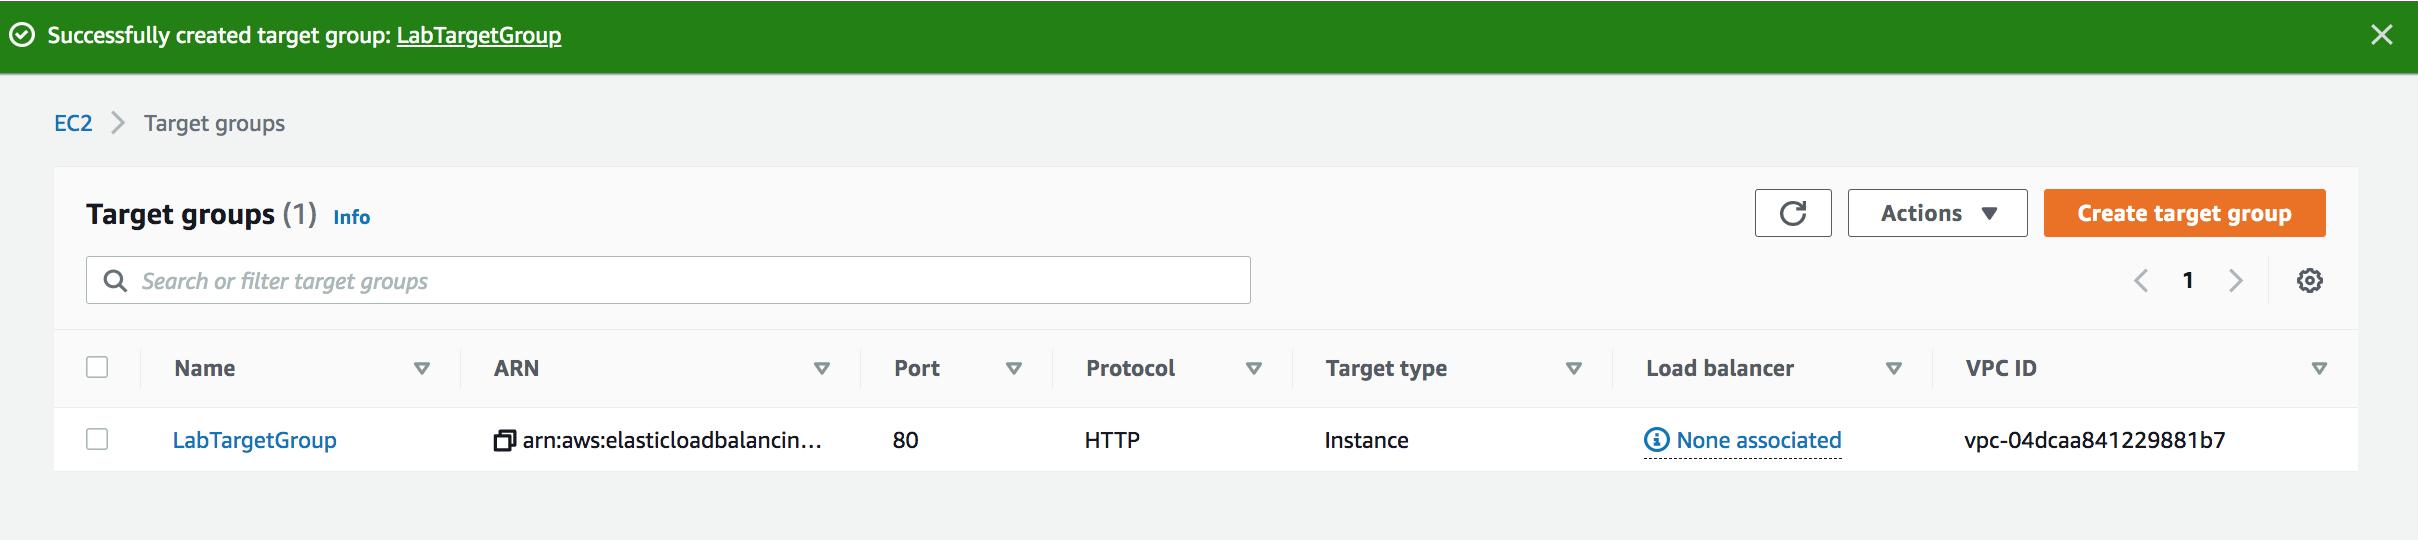 Successfully created target group: LabTargetGroup
EC2 > Target groups
Target groups (1) Info
Actions
Create target group
Search or filter target groups
1
Name ARN Port Protocol Target type Load balancer VPC ID
LabTargetGroup arn:aws:elasticloadbalancin... 80 HTTP Instance None associated vpc-04dcaa841229881b7